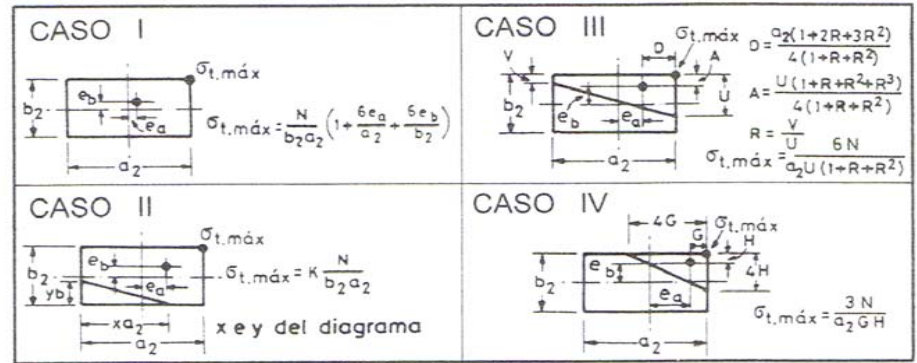 CASO I
σt,máx
b2
eb
ea
a2
σt,máx = N / b2a2 (1 + 6ea / a2 + 6eb / b2)
CASO II
σt,máx
b2
yb
eb
ea
xa2
a2
σt,máx = K N / b2a2
x e y del diagrama
CASO III
σt,máx
V
D
A
U
b2
eb
ea
a2
D = a2(1+2R+3R²) / 4(1+R+R²)
A = U(1+R+R²+R³) / 4(1+R+R²)
R = V / U
σt,máx = 6N / a2U(1+R+R²)
CASO IV
4G
G
σt,máx
H
4H
b2
eb
ea
a2
σt,máx = 3N / a2GH